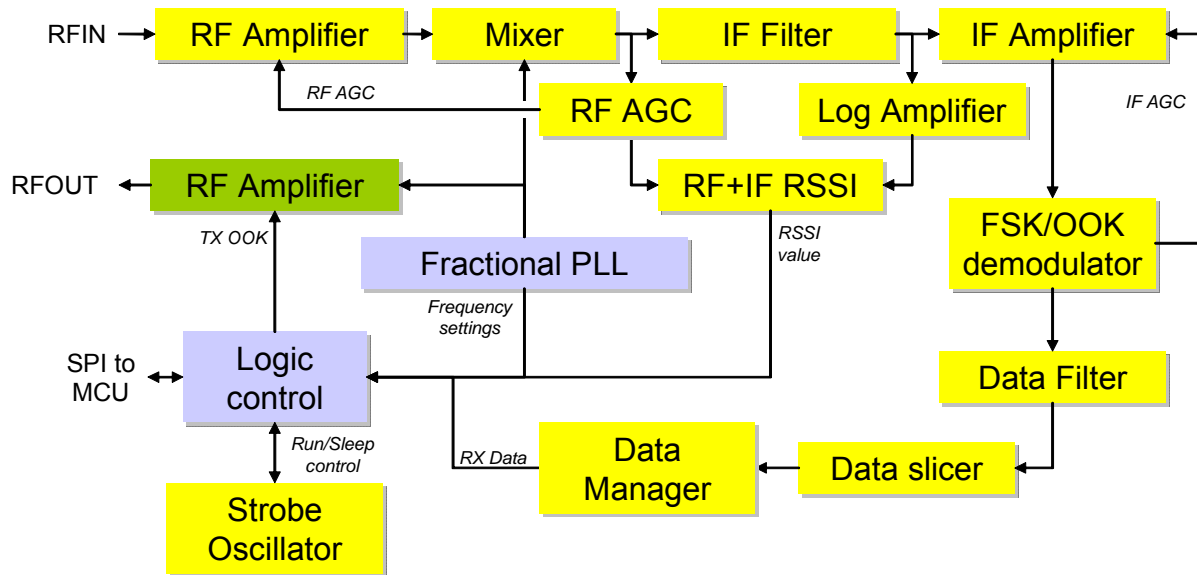 RFIN
RF Amplifier
Mixer
IF Filter
IF Amplifier
RF AGC
RF AGC
Log Amplifier
IF AGC
RFOUT
RF Amplifier
RF+IF RSSI
TX OOK
RSSI
value
FSK/OOK
demodulator
Fractional PLL
Frequency
settings
SPI to
MCU
Logic
control
Data Filter
Run/Sleep
control
RX Data
Data
Manager
Data slicer
Strobe
Oscillator